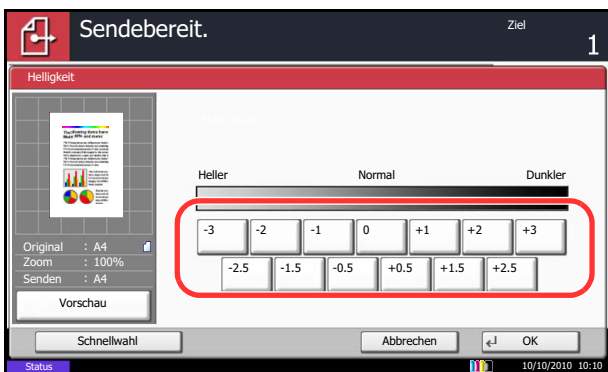 Sendebereit.
Ziel
1
Helligkeit
Heller Normal Dunkler
-3 -2 -1 0 +1 +2 +3
-2.5 -1.5 -0.5 +0.5 +1.5 +2.5
Original : A4
Zoom : 100%
Senden : A4
Vorschau
Schnellwahl Abbrechen OK
Status 10/10/2010 10:10